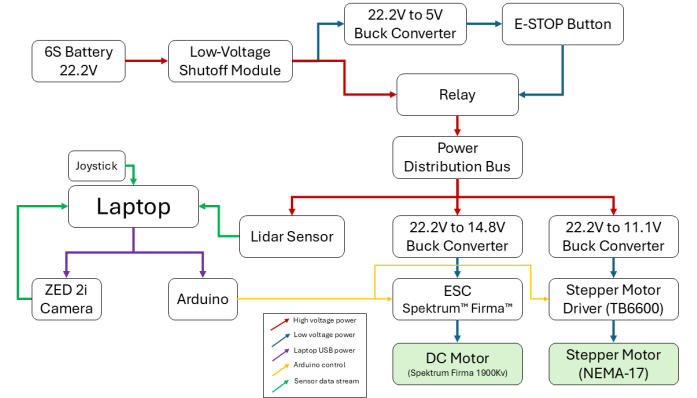 22.2V to 5V
Buck Converter
E-STOP Button
6S Battery
22.2V
Low-Voltage
Shutoff Module
Relay
Power
Distribution Bus
Joystick
Laptop
Lidar Sensor
22.2V to 14.8V
Buck Converter
22.2V to 11.1V
Buck Converter
ZED 2i
Camera
Arduino
ESC
Spektrum™ Firma™
Stepper Motor
Driver (TB6600)
High voltage power
Low voltage power
Laptop USB power
Arduino control
Sensor data stream
DC Motor
(Spektrum Firma 1900Kv)
Stepper Motor
(NEMA-17)